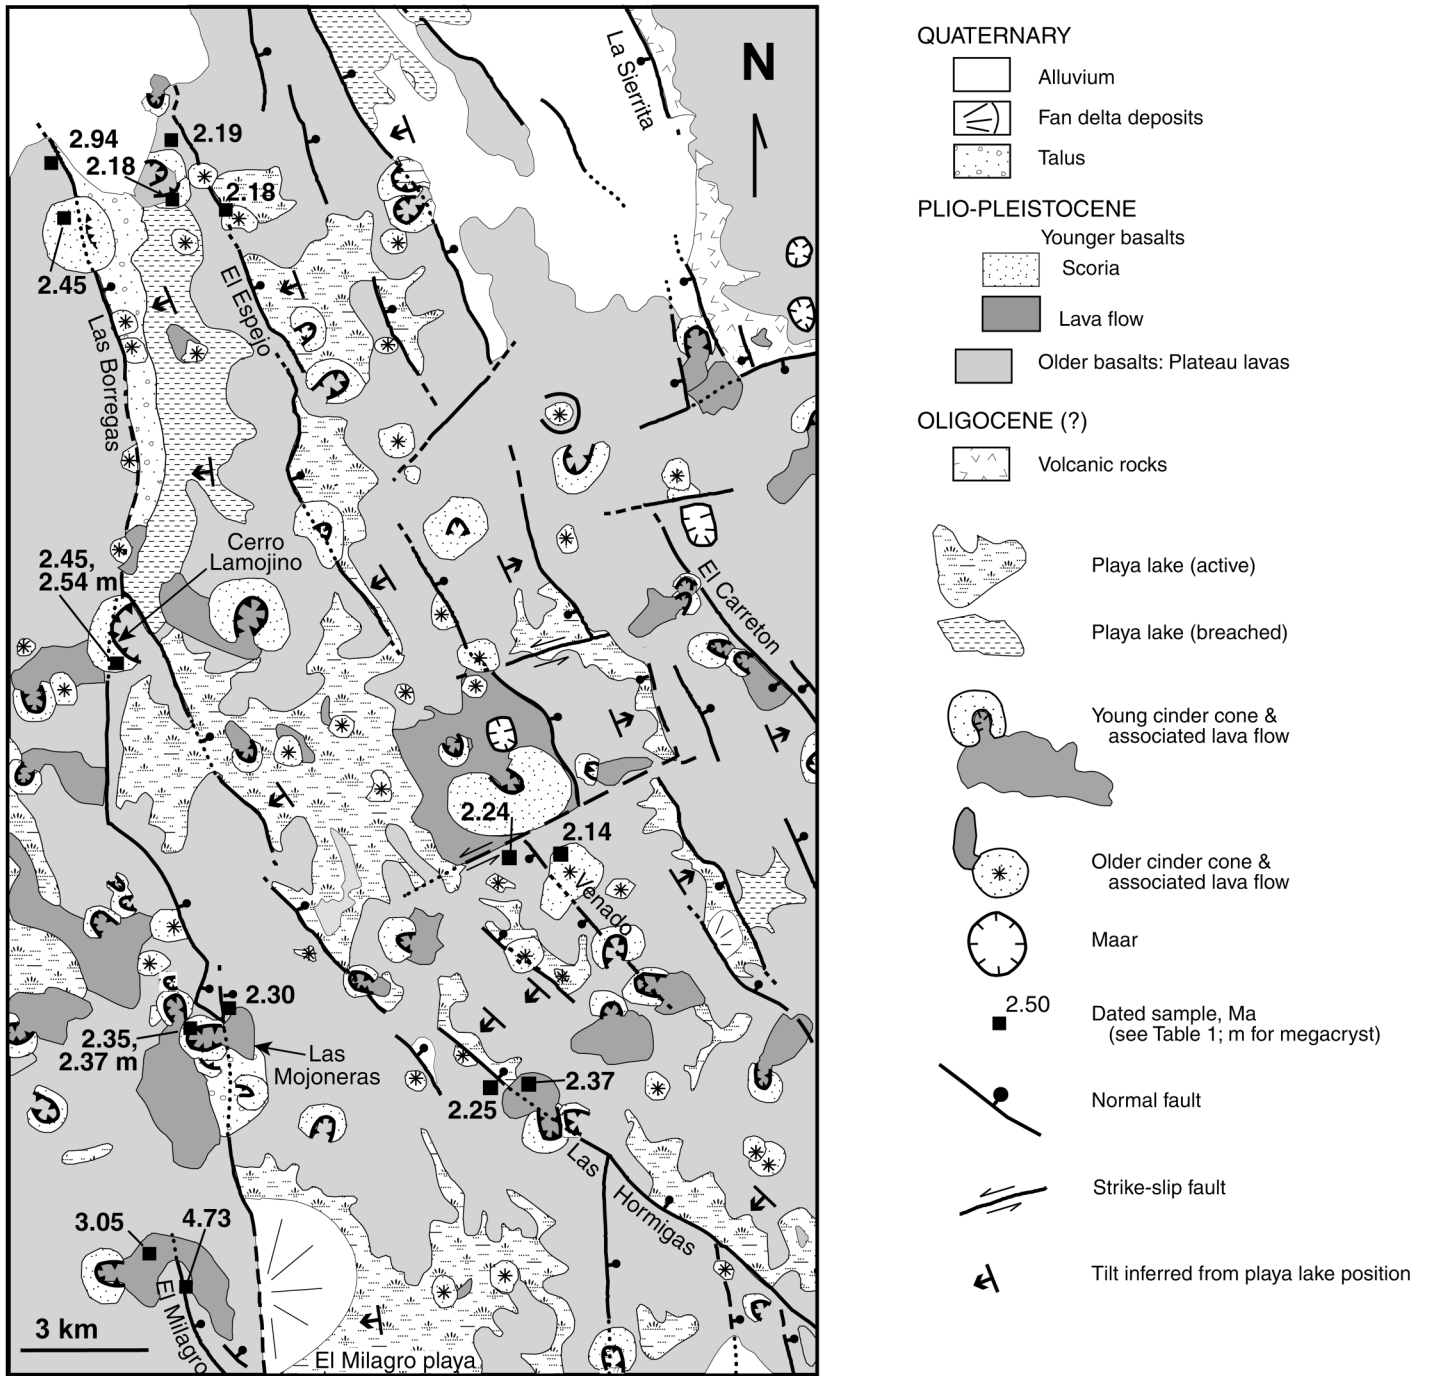 La Sierrita
N
2.94
2.19
2.18
2.18
2.45
El Espejo
Las Borregas
Cerro
Lamojino
2.45,
2.54 m
El Carreton
2.24
2.14
Venado
2.30
2.35,
2.37 m
Las
Mojoneras
2.37
2.25
Las
Hormigas
3.05
4.73
El Milagro
3 km
El Milagro playa
QUATERNARY
Alluvium
Fan delta deposits
Talus
PLIO-PLEISTOCENE
Younger basalts
Scoria
Lava flow
Older basalts: Plateau lavas
OLIGOCENE (?)
Volcanic rocks
Playa lake (active)
Playa lake (breached)
Young cinder cone &
associated lava flow
Older cinder cone &
associated lava flow
Maar
2.50
Dated sample, Ma
(see Table 1; m for megacryst)
Normal fault
Strike-slip fault
Tilt inferred from playa lake position